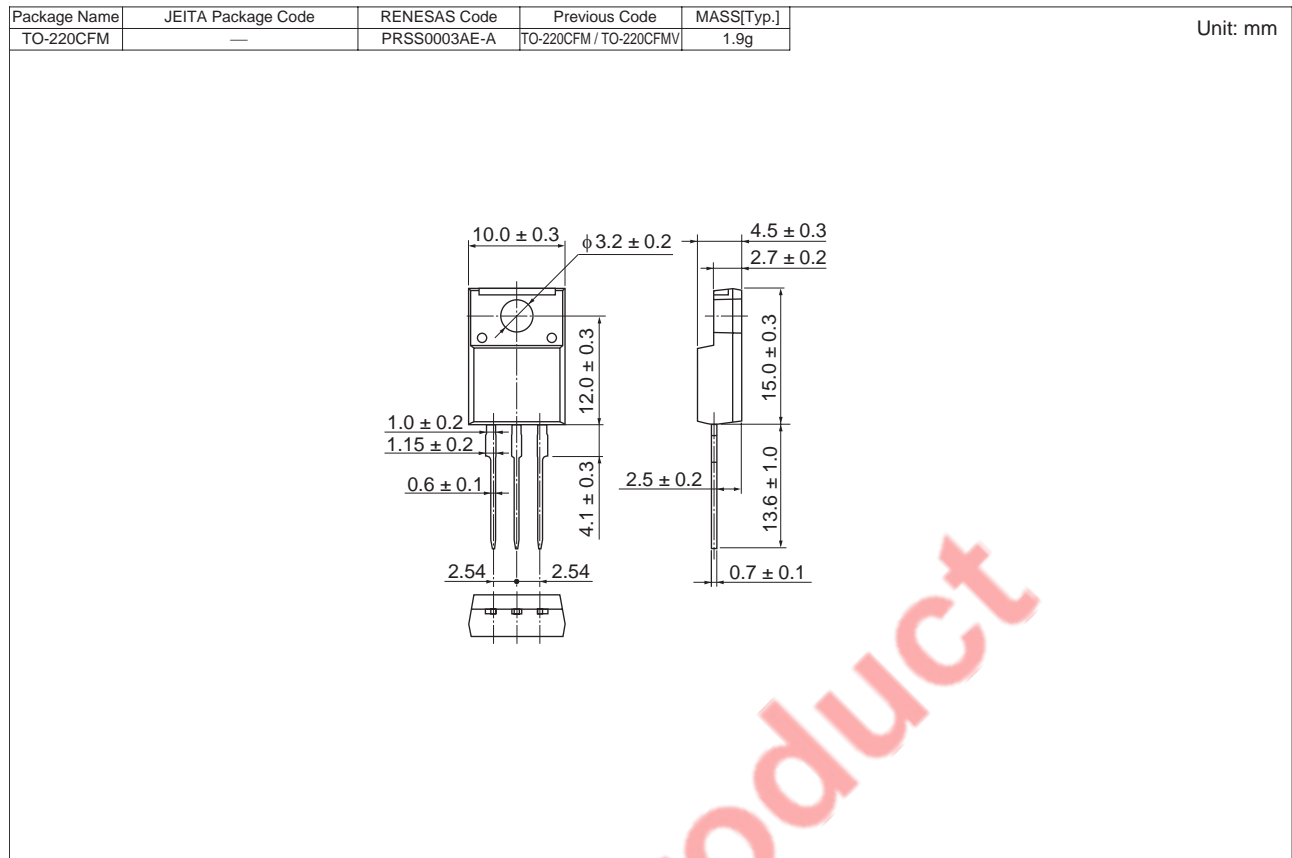 Package Name JEITA Package Code RENESAS Code Previous Code MASS[Typ.]
TO-220CFM — PRSS0003AE-A TO-220CFM / TO-220CFMV 1.9g
Unit: mm
10.0 ± 0.3
ϕ 3.2 ± 0.2
4.5 ± 0.3
2.7 ± 0.2
12.0 ± 0.3
15.0 ± 0.3
1.0 ± 0.2
1.15 ± 0.2
0.6 ± 0.1
4.1 ± 0.3
2.5 ± 0.2
13.6 ± 1.0
2.54
2.54
0.7 ± 0.1
oduct